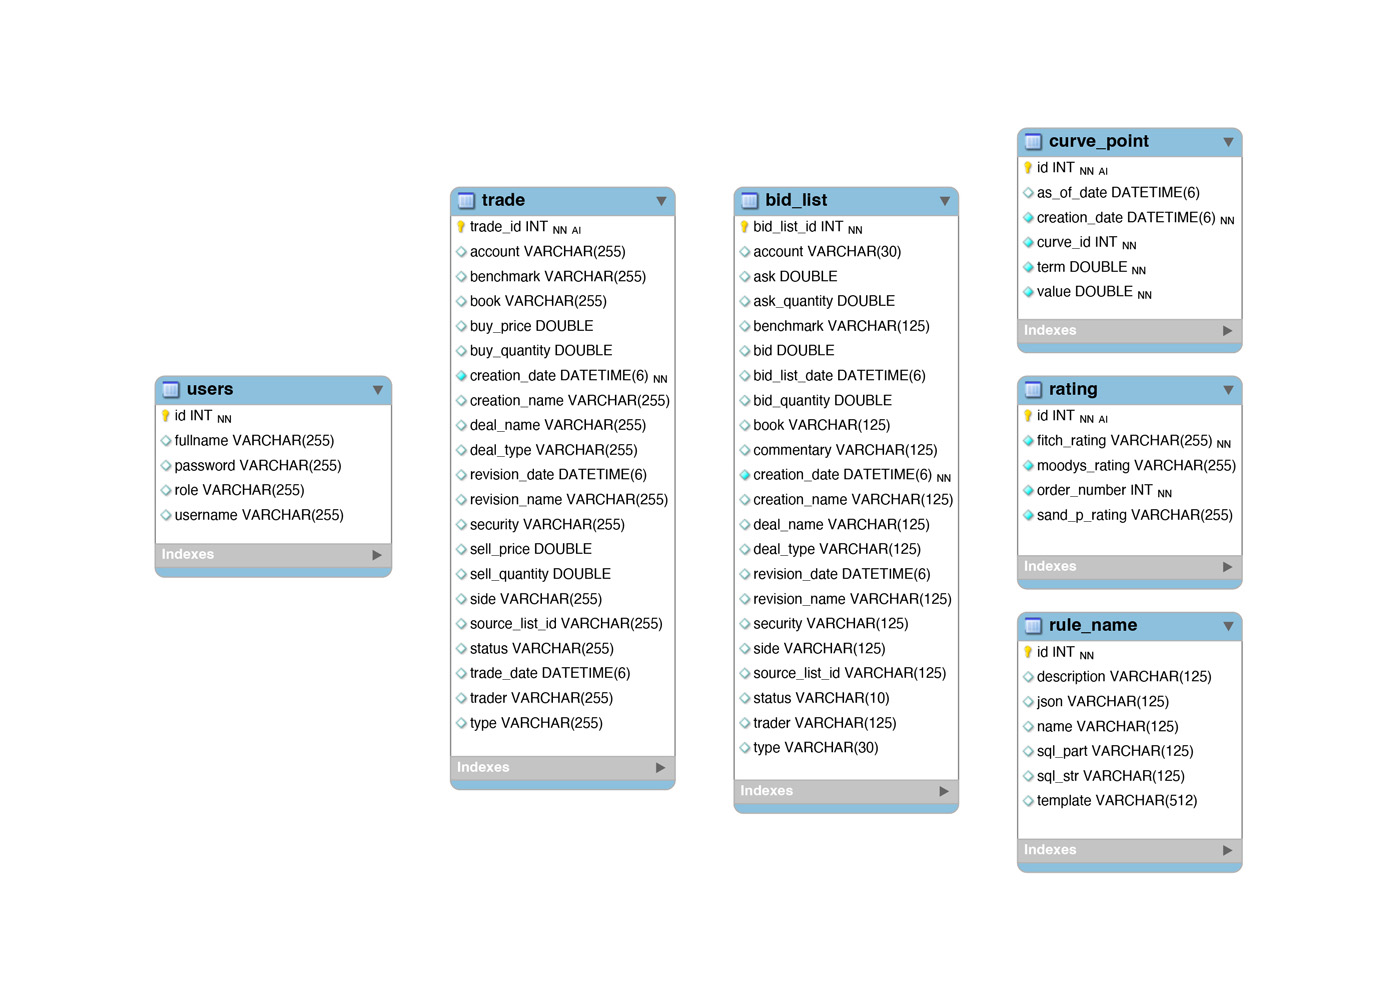 users
id INT NN
fullname VARCHAR(255)
password VARCHAR(255)
role VARCHAR(255)
username VARCHAR(255)
Indexes
trade
trade_id INT NN AI
account VARCHAR(255)
benchmark VARCHAR(255)
book VARCHAR(255)
buy_price DOUBLE
buy_quantity DOUBLE
creation_date DATETIME(6) NN
creation_name VARCHAR(255)
deal_name VARCHAR(255)
deal_type VARCHAR(255)
revision_date DATETIME(6)
revision_name VARCHAR(255)
security VARCHAR(255)
sell_price DOUBLE
sell_quantity DOUBLE
side VARCHAR(255)
source_list_id VARCHAR(255)
status VARCHAR(255)
trade_date DATETIME(6)
trader VARCHAR(255)
type VARCHAR(255)
Indexes
bid_list
bid_list_id INT NN
account VARCHAR(30)
ask DOUBLE
ask_quantity DOUBLE
benchmark VARCHAR(125)
bid DOUBLE
bid_list_date DATETIME(6)
bid_quantity DOUBLE
book VARCHAR(125)
commentary VARCHAR(125)
creation_date DATETIME(6) NN
creation_name VARCHAR(125)
deal_name VARCHAR(125)
deal_type VARCHAR(125)
revision_date DATETIME(6)
revision_name VARCHAR(125)
security VARCHAR(125)
side VARCHAR(125)
source_list_id VARCHAR(125)
status VARCHAR(10)
trader VARCHAR(125)
type VARCHAR(30)
Indexes
curve_point
id INT NN AI
as_of_date DATETIME(6)
creation_date DATETIME(6) NN
curve_id INT NN
term DOUBLE NN
value DOUBLE NN
Indexes
rating
id INT NN AI
fitch_rating VARCHAR(255) NN
moodys_rating VARCHAR(255)
order_number INT NN
sand_p_rating VARCHAR(255)
Indexes
rule_name
id INT NN
description VARCHAR(125)
json VARCHAR(125)
name VARCHAR(125)
sql_part VARCHAR(125)
sql_str VARCHAR(125)
template VARCHAR(512)
Indexes